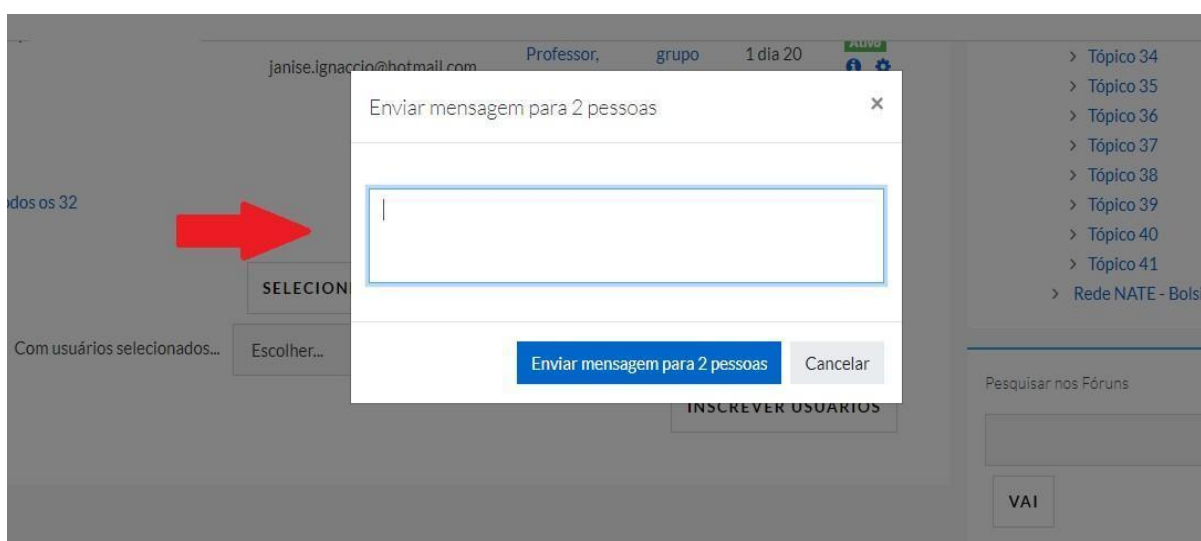 Professor,
grupo
1 dia 20
Ativo
janise.ignaccio@hotmail.com
Enviar mensagem para 2 pessoas
×
os 32
SELECION
Com usuários selecionados...
Escolher...
Enviar mensagem para 2 pessoas
Cancelar
INSCREVER USUÁRIOS
> Tópico 34
> Tópico 35
> Tópico 36
> Tópico 37
> Tópico 38
> Tópico 39
> Tópico 40
> Tópico 41
> Rede NATE - Bols
Pesquisar nos Fóruns
VAI